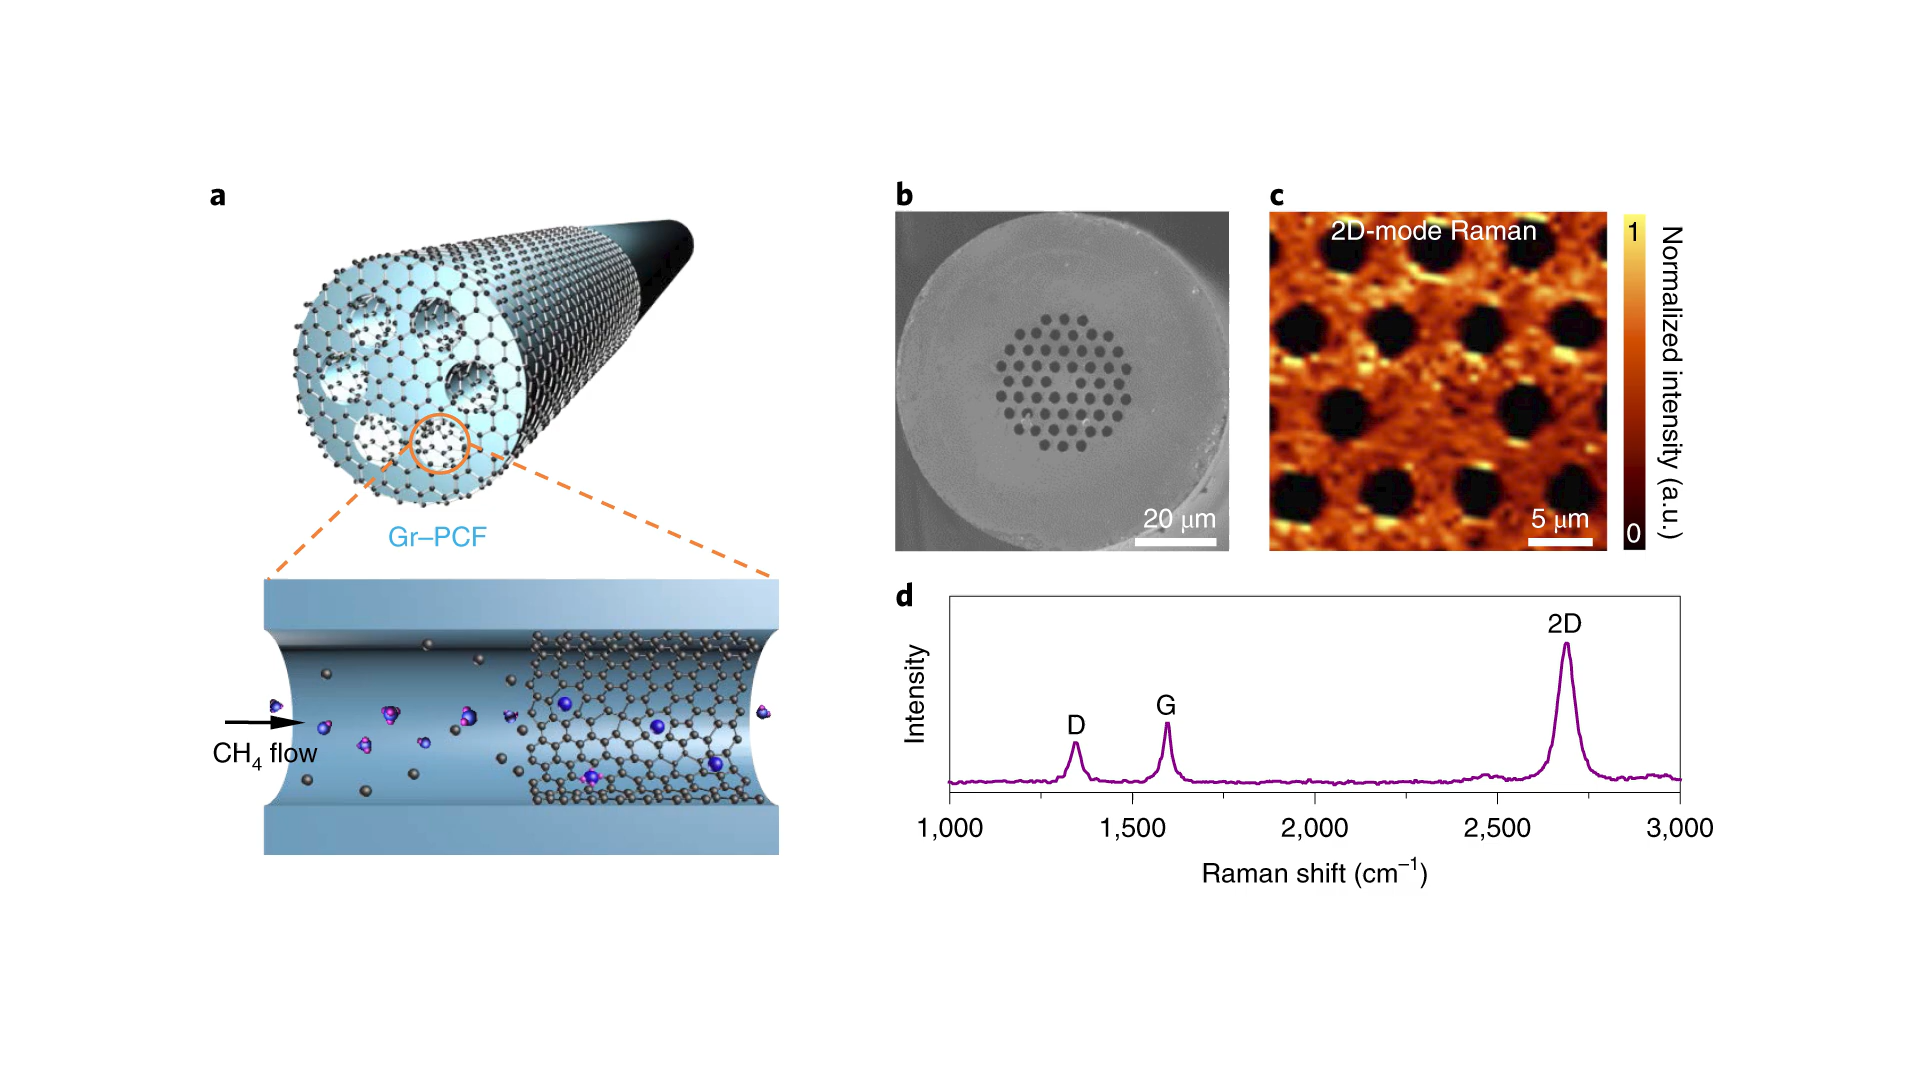 a
Gr–PCF
CH4 flow
b
20 μm
c
2D-mode Raman
5 μm
1
0
Normalized intensity (a.u.)
d
Intensity
D
G
2D
1,000 1,500 2,000 2,500 3,000
Raman shift (cm–1)